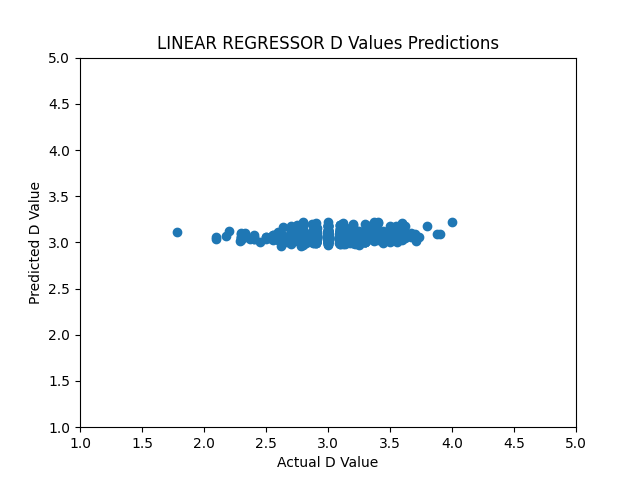 LINEAR REGRESSOR D Values Predictions
5.0
4.5
4.0
3.5
3.0
2.5
2.0
1.5
1.0
Predicted D Value
1.0 1.5 2.0 2.5 3.0 3.5 4.0 4.5 5.0
Actual D Value